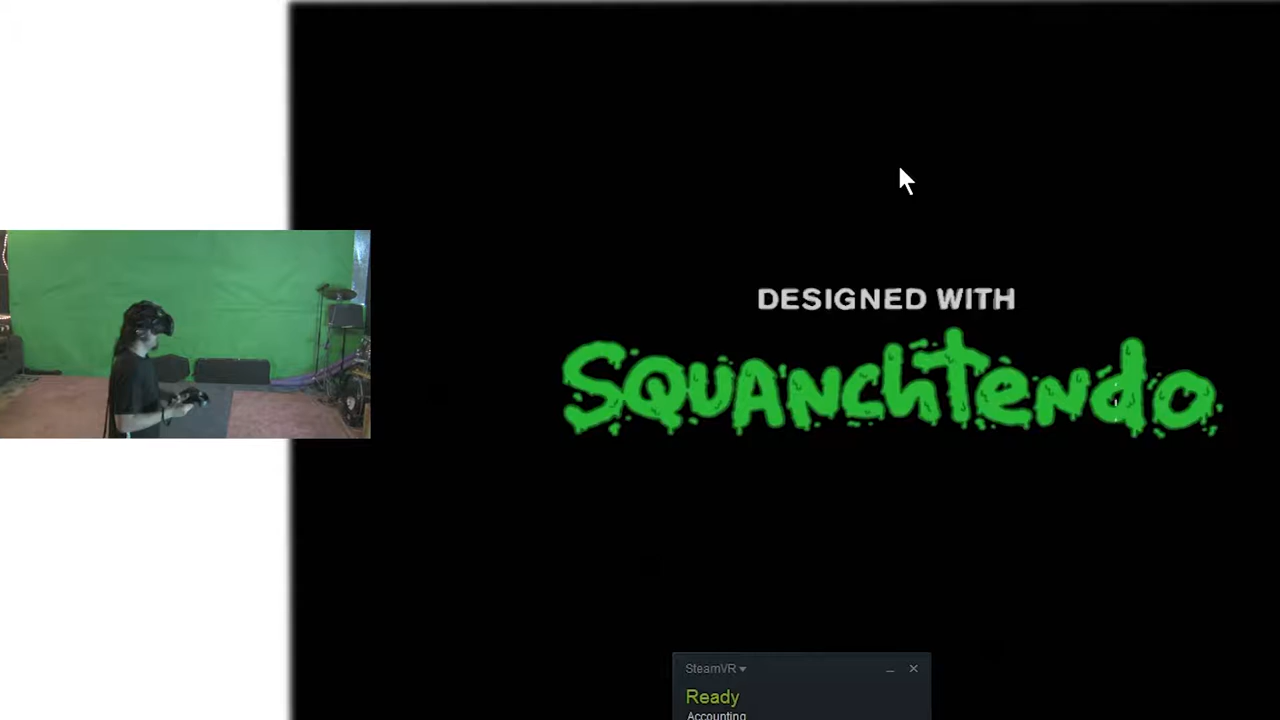 DESIGNED WITH
SQUANChTENdO
SteamVR
Ready
Accounting